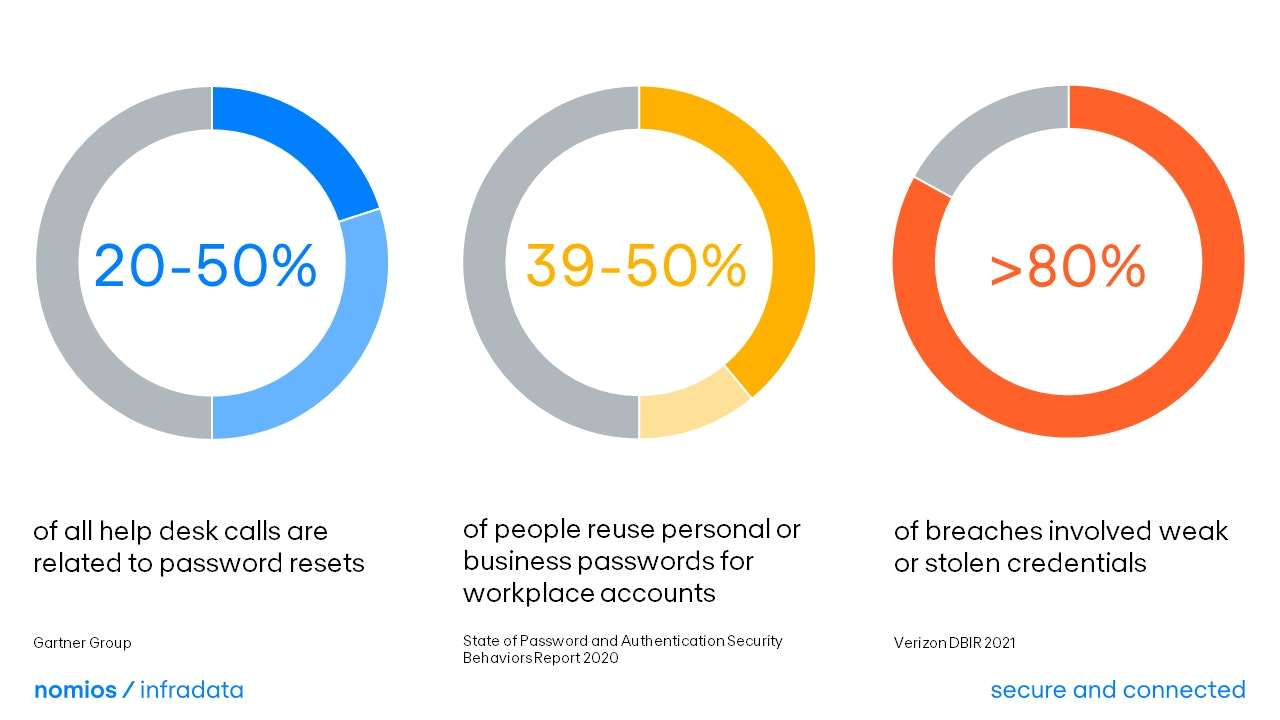 20-50%
39-50%
>80%
of all help desk calls are
related to password resets
of people reuse personal or
business passwords for
workplace accounts
of breaches involved weak
or stolen credentials
Gartner Group
State of Password and Authentication Security
Behaviors Report 2020
Verizon DBIR 2021
nomios / infradata
secure and connected